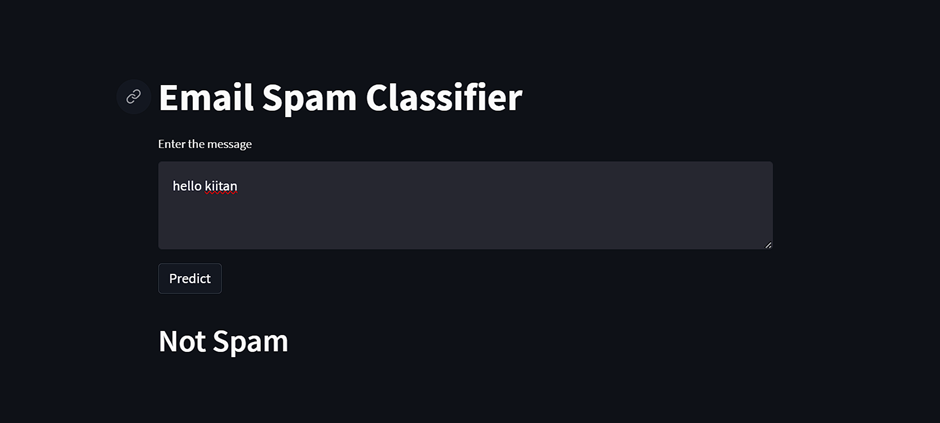 Email Spam Classifier
Enter the message
hello kiitan
Predict
Not Spam